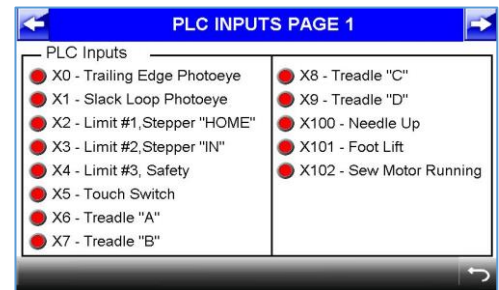 PLC INPUTS PAGE 1
PLC Inputs
X0 - Trailing Edge Photoeye
X1 - Slack Loop Photoeye
X2 - Limit #1,Stepper "HOME"
X3 - Limit #2,Stepper "IN"
X4 - Limit #3, Safety
X5 - Touch Switch
X6 - Treadle "A"
X7 - Treadle "B"
X8 - Treadle "C"
X9 - Treadle "D"
X100 - Needle Up
X101 - Foot Lift
X102 - Sew Motor Running